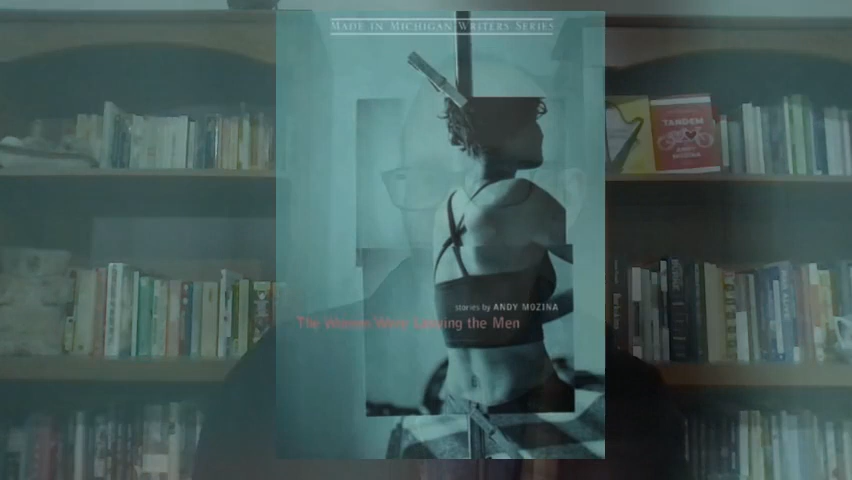 MADE IN MICHIGAN WRITERS SERIES
TANDEM
ANDY MOZINA
stories by ANDY MOZINA
The Women Were Leaving the Men